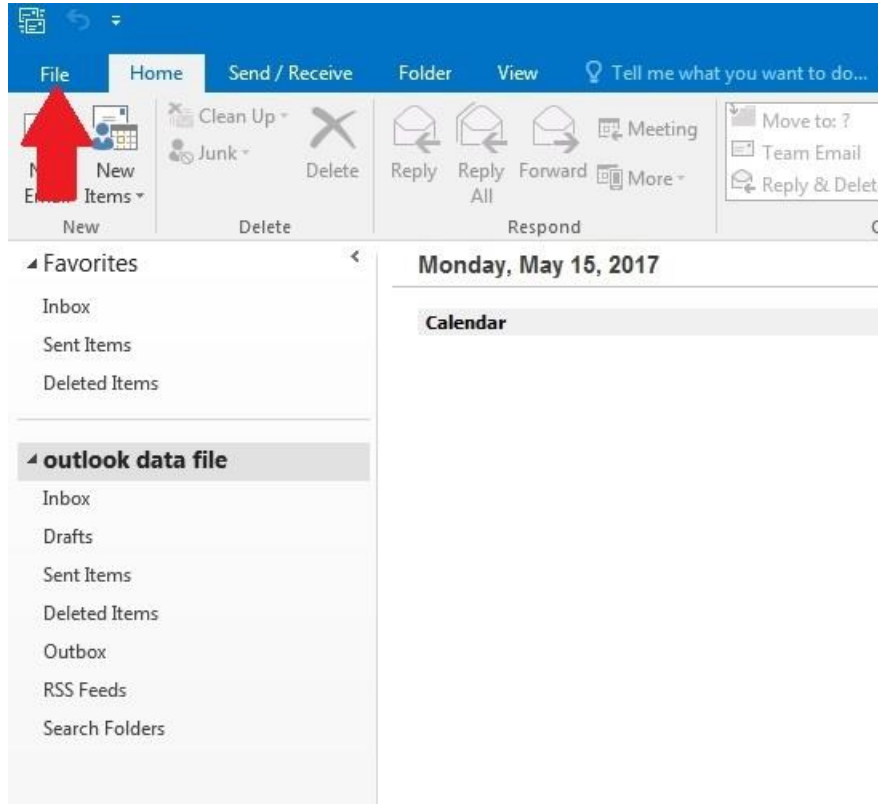 File Home Send / Receive Folder View Tell me what you want to do...
Clean Up
Junk
New
Items
Delete
Reply
Reply
All
Forward
Meeting
More
Move to: ?
Team Email
Reply & Delet
New Delete Respond
Favorites
Inbox
Sent Items
Deleted Items
outlook data file
Inbox
Drafts
Sent Items
Deleted Items
Outbox
RSS Feeds
Search Folders
Monday, May 15, 2017
Calendar